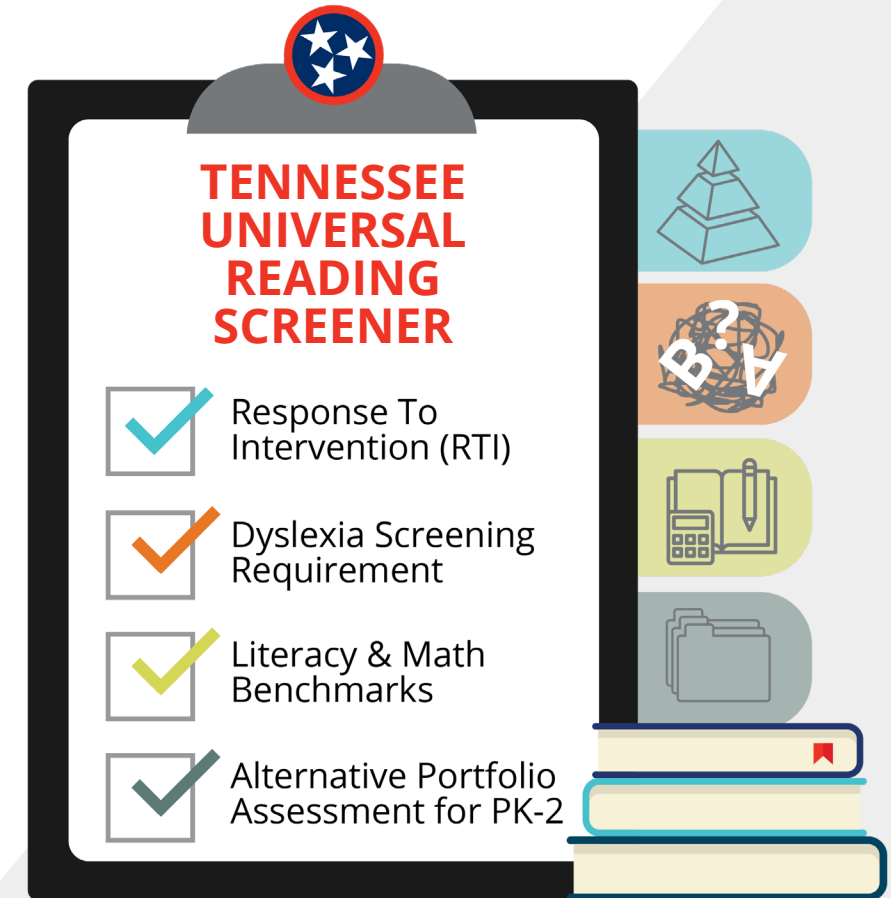 TENNESSEE
UNIVERSAL
READING
SCREENER
Response To
Intervention (RTI)
B?
A
Dyslexia Screening
Requirement
Literacy & Math
Benchmarks
Alternative Portfolio
Assessment for PK-2